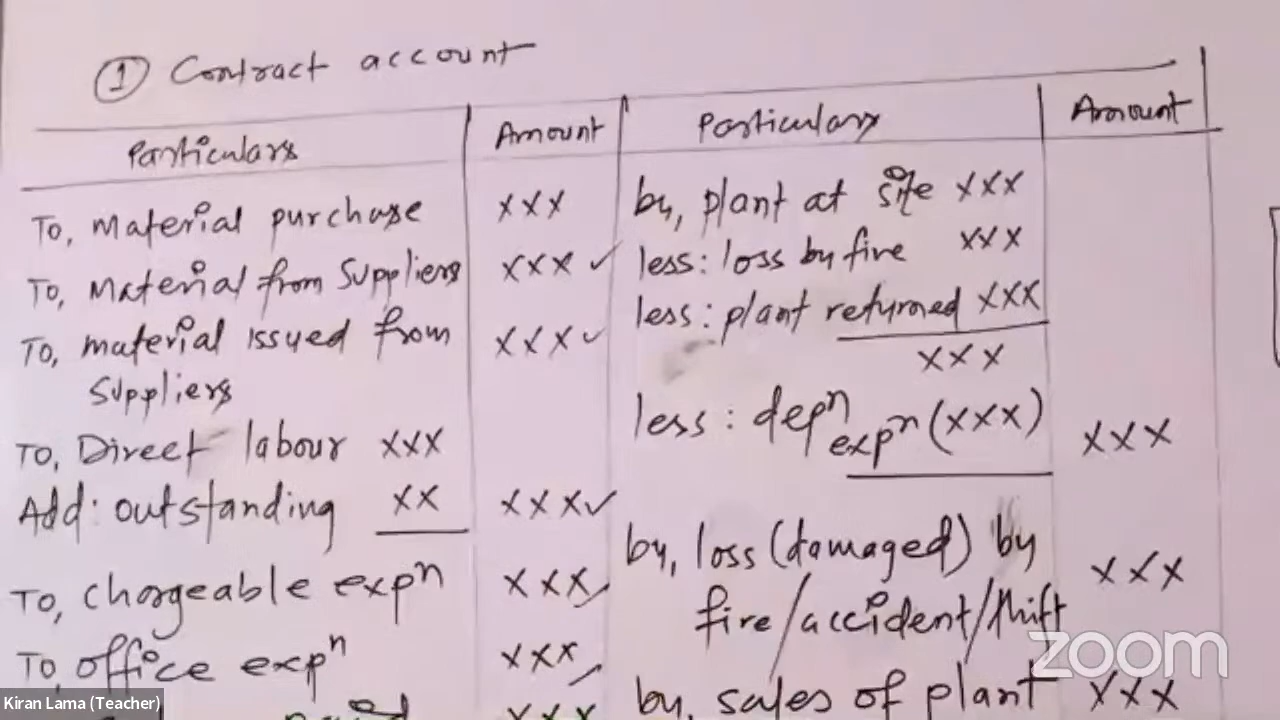 ① Contract account
Particulars Amount Particulars Amount
To, Material purchase XXX
To, Material from Suppliers XXX ✓
To, material issued from XXX ✓
Suppliers
To, Direct labour XXX
Add: outstanding XX XXX ✓
To, chargeable expⁿ XXX
To, office expⁿ XXX
paid XXX
by, plant at site XXX
less: loss by fire XXX
less: plant returned XXX
XXX
less: depⁿ expⁿ (XXX) XXX
by, loss (damaged) by
fire/accident/thift XXX
by, sales of plant XXX
zoom
Kiran Lama (Teacher)